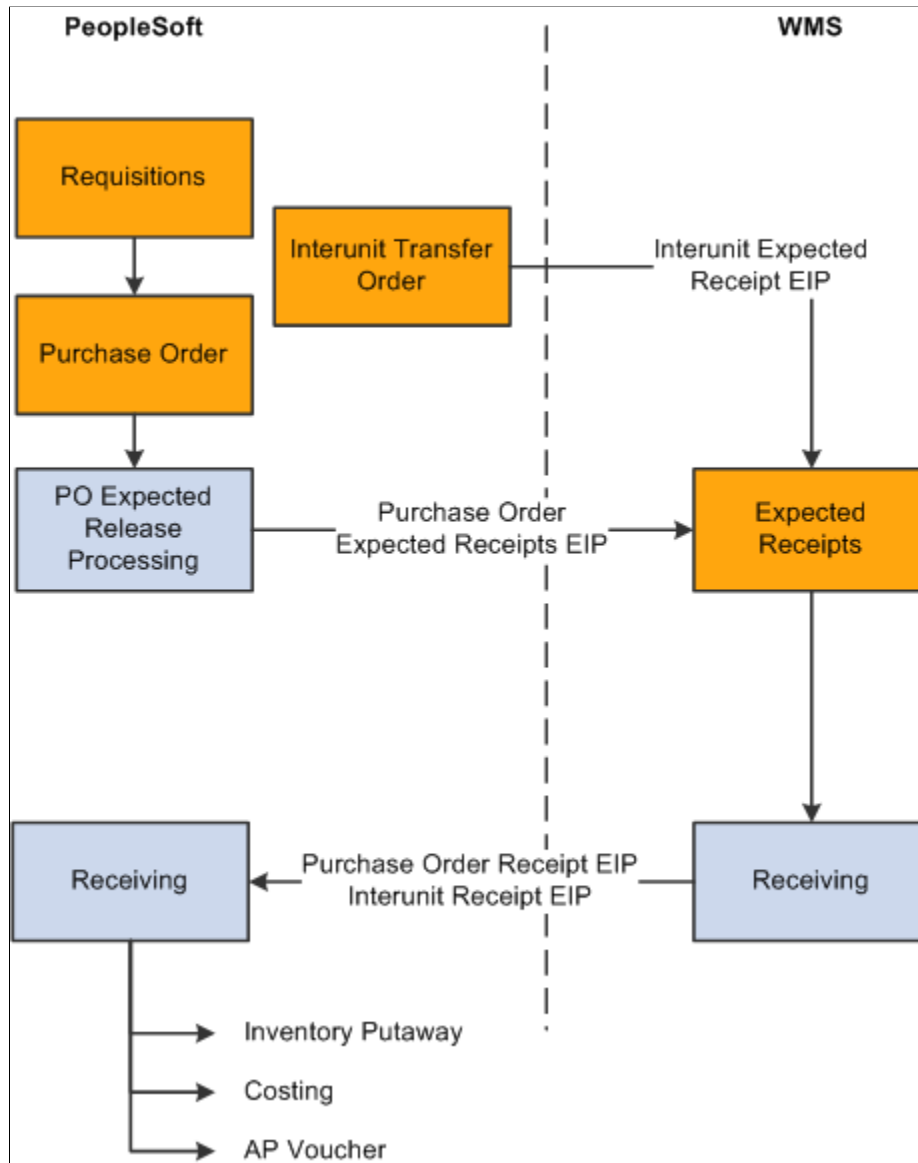 PeopleSoft
WMS
Requisitions
Interunit Transfer
Order
Interunit Expected
Receipt EIP
Purchase Order
PO Expected
Release
Processing
Purchase Order
Expected Receipts EIP
Expected
Receipts
Receiving
Purchase Order Receipt EIP
Interunit Receipt EIP
Receiving
Inventory Putaway
Costing
AP Voucher